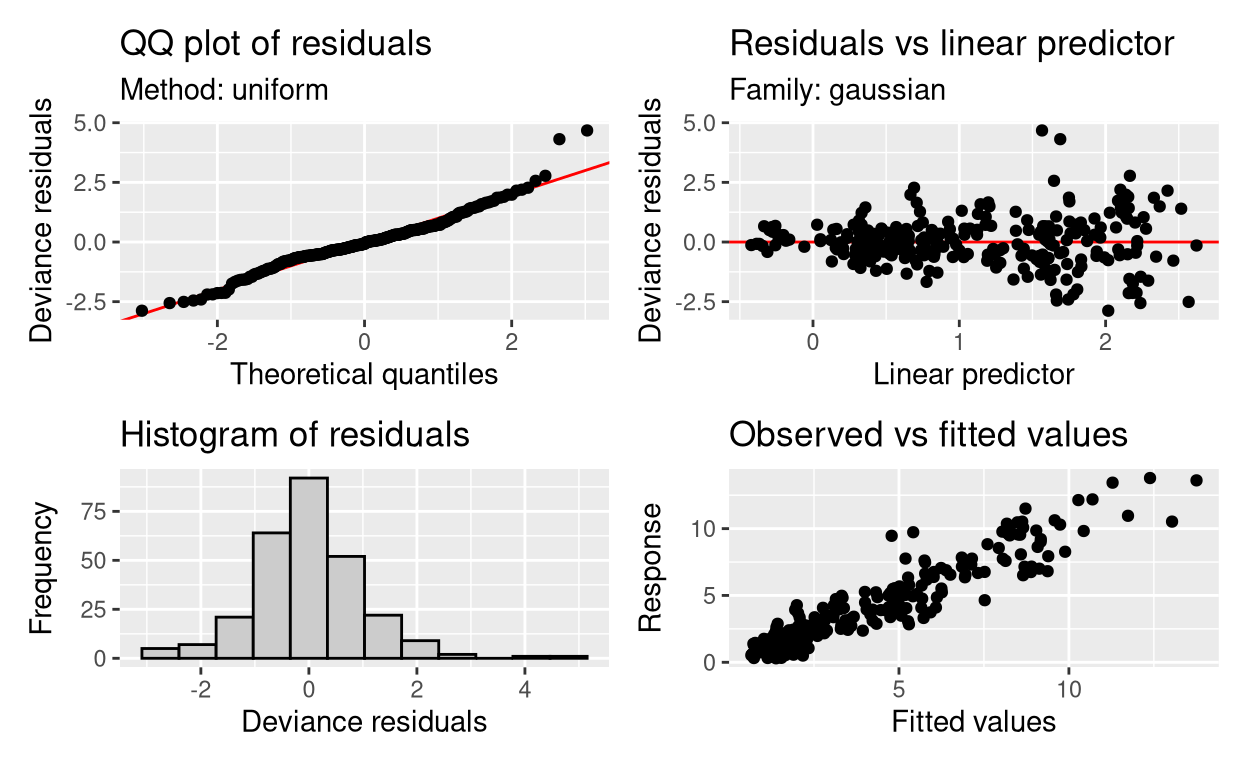 QQ plot of residuals
Method: uniform
Deviance residuals
5.0
2.5
0.0
-2.5
-2
0
2
Theoretical quantiles
Residuals vs linear predictor
Family: gaussian
Deviance residuals
5.0
2.5
0.0
-2.5
0
1
2
Linear predictor
Histogram of residuals
Frequency
75
50
25
0
-2
0
2
4
Deviance residuals
Observed vs fitted values
Response
10
5
0
5
10
Fitted values